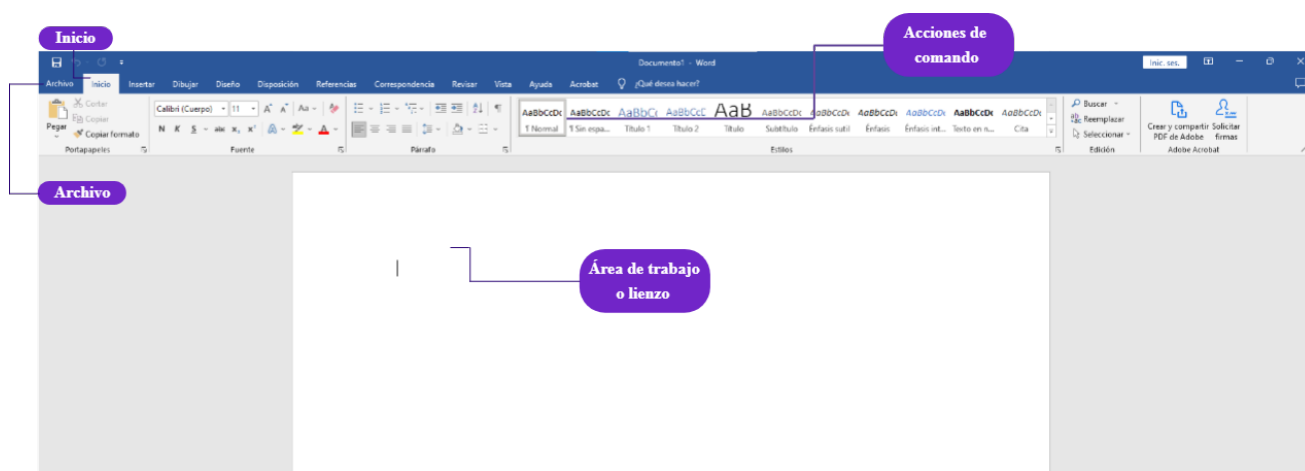 Inicio
Acciones de
comando
Documento1 - Word
Inic. ses.
Archivo Inicio Insertar Dibujar Diseño Disposición Referencias Correspondencia Revisar Vista Ayuda Acrobat ¿Qué desea hacer?
Pegar
Cortar
Copiar
Copiar formato
Portapapeles
Calibri (Cuerpo) 11 A A Aa
N K S abc x, x' A A
Fuente
Párrafo
AaBbCcDc AaBbCcDc AaBbC AaBbCcC AaB AaBbCcDc AaBbCcDc AaBbCcDc AaBbCcDc AaBbCcDc AaBbCcDc
¶ Normal ¶ Sin espa... Título 1 Título 2 Título Subtítulo Énfasis sutil Énfasis Énfasis int... Texto en n... Cita
Estilos
Buscar
Reemplazar
Seleccionar
Edición
Crear y compartir
PDF de Adobe
Solicitar
firmas
Adobe Acrobat
Archivo
Área de trabajo
o lienzo